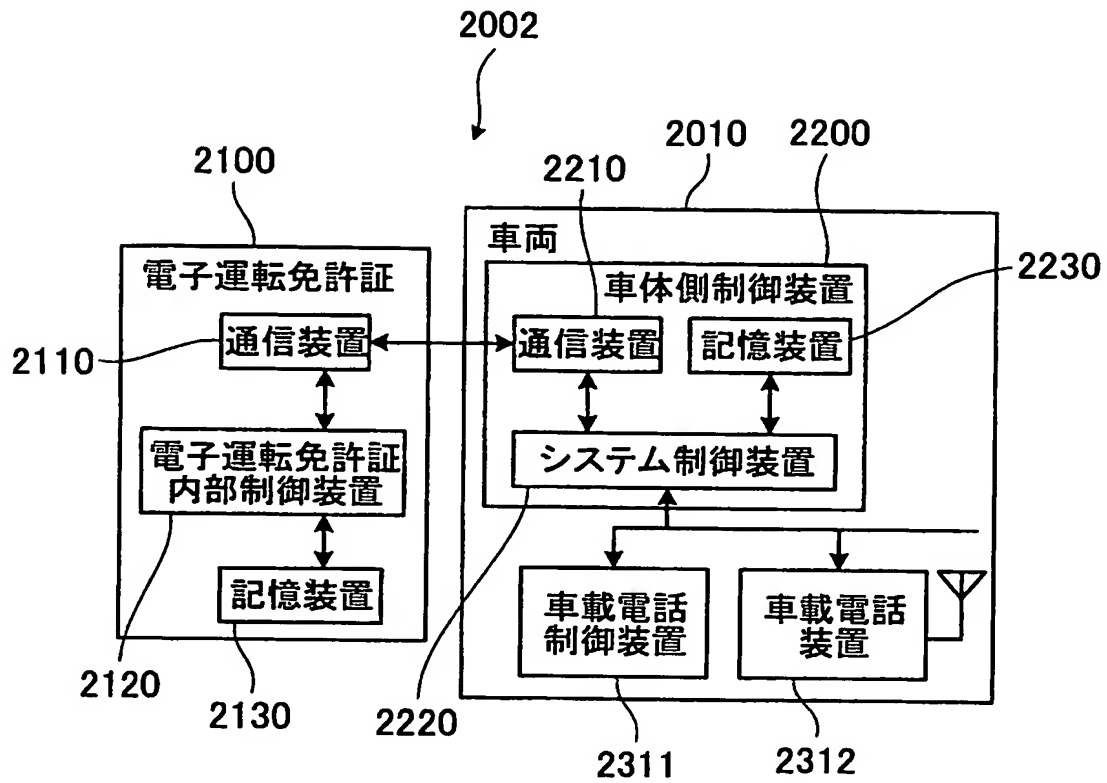 2002
2010
2200
2100
2210
車両
2230
電子運転免許証
車体側制御装置
通信装置
通信装置
記憶装置
2110
電子運転免許証
内部制御装置
システム制御装置
記憶装置
車載電話
制御装置
車載電話
装置
2120
2130
2220
2311
2312